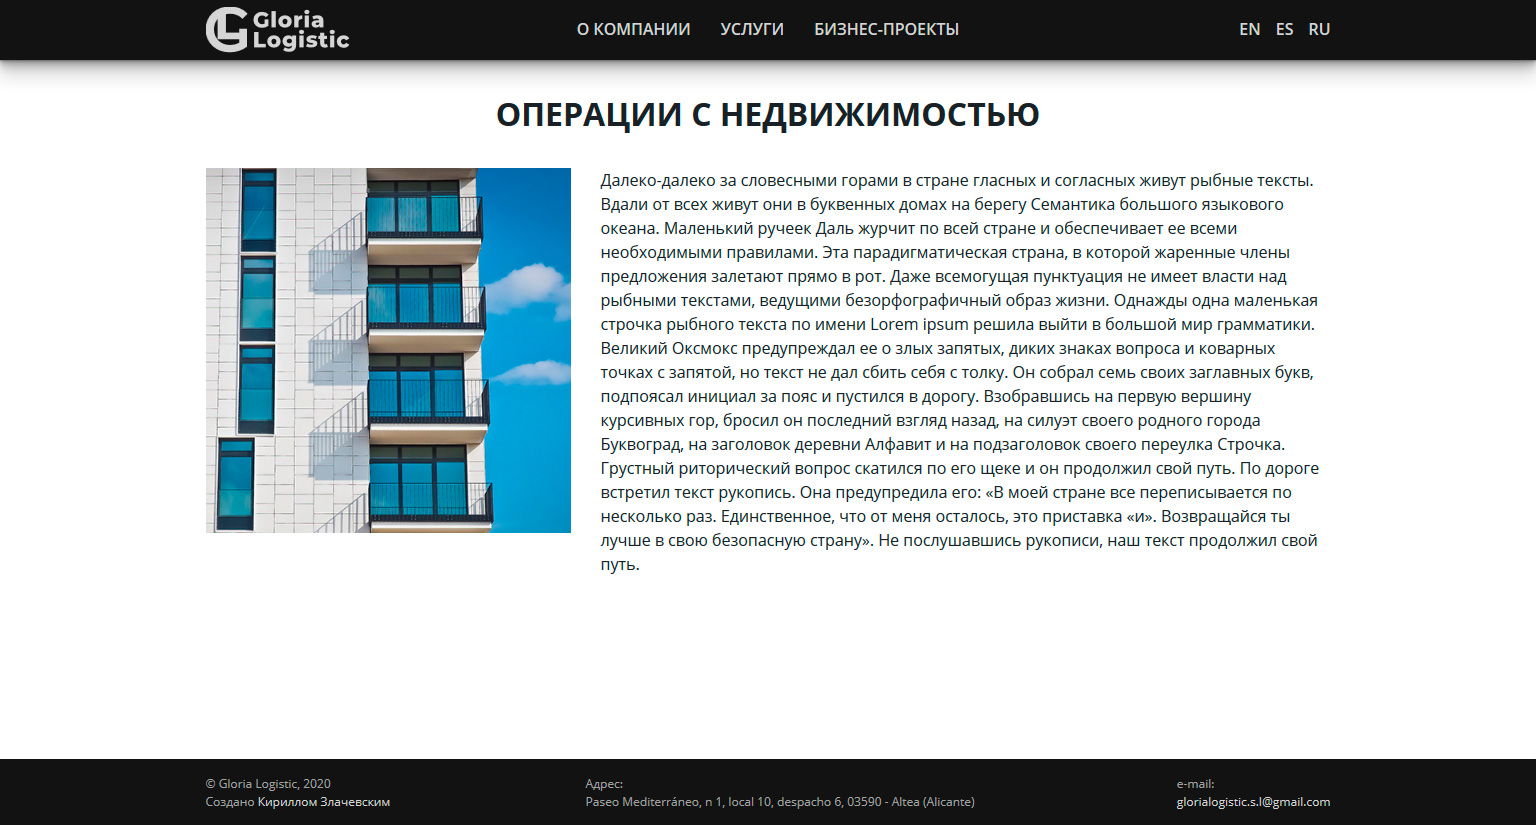 Gloria
Logistic
О КОМПАНИИ УСЛУГИ БИЗНЕС-ПРОЕКТЫ
EN ES RU
ОПЕРАЦИИ С НЕДВИЖИМОСТЬЮ
Далеко-далеко за словесными горами в стране гласных и согласных живут рыбные тексты.
Вдали от всех живут они в буквенных домах на берегу Семантика большого языкового
океана. Маленький ручеек Даль журчит по всей стране и обеспечивает ее всеми
необходимыми правилами. Эта парадигматическая страна, в которой жаренные члены
предложения залетают прямо в рот. Даже всемогущая пунктуация не имеет власти над
рыбными текстами, ведущими безорфографичный образ жизни. Однажды одна маленькая
строчка рыбного текста по имени Lorem ipsum решила выйти в большой мир грамматики.
Великий Оксмокс предупреждал ее о злых запятых, диких знаках вопроса и коварных
точках с запятой, но текст не дал сбить себя с толку. Он собрал семь своих заглавных букв,
подпоясал инициал за пояс и пустился в дорогу. Взобравшись на первую вершину
курсивных гор, бросил он последний взгляд назад, на силуэт своего родного города
Буквоград, на заголовок деревни Алфавит и на подзаголовок своего переулка Строчка.
Грустный риторический вопрос скатился по его щеке и он продолжил свой путь. По дороге
встретил текст рукопись. Она предупредила его: «В моей стране все переписывается по
несколько раз. Единственное, что от меня осталось, это приставка «и». Возвращайся ты
лучше в свою безопасную страну». Не послушавшись рукописи, наш текст продолжил свой
путь.
© Gloria Logistic, 2020
Создано Кириллом Злачевским
Адрес:
Paseo Mediterráneo, n 1, local 10, despacho 6, 03590 - Altea (Alicante)
e-mail:
glorialogistic.s.l@gmail.com